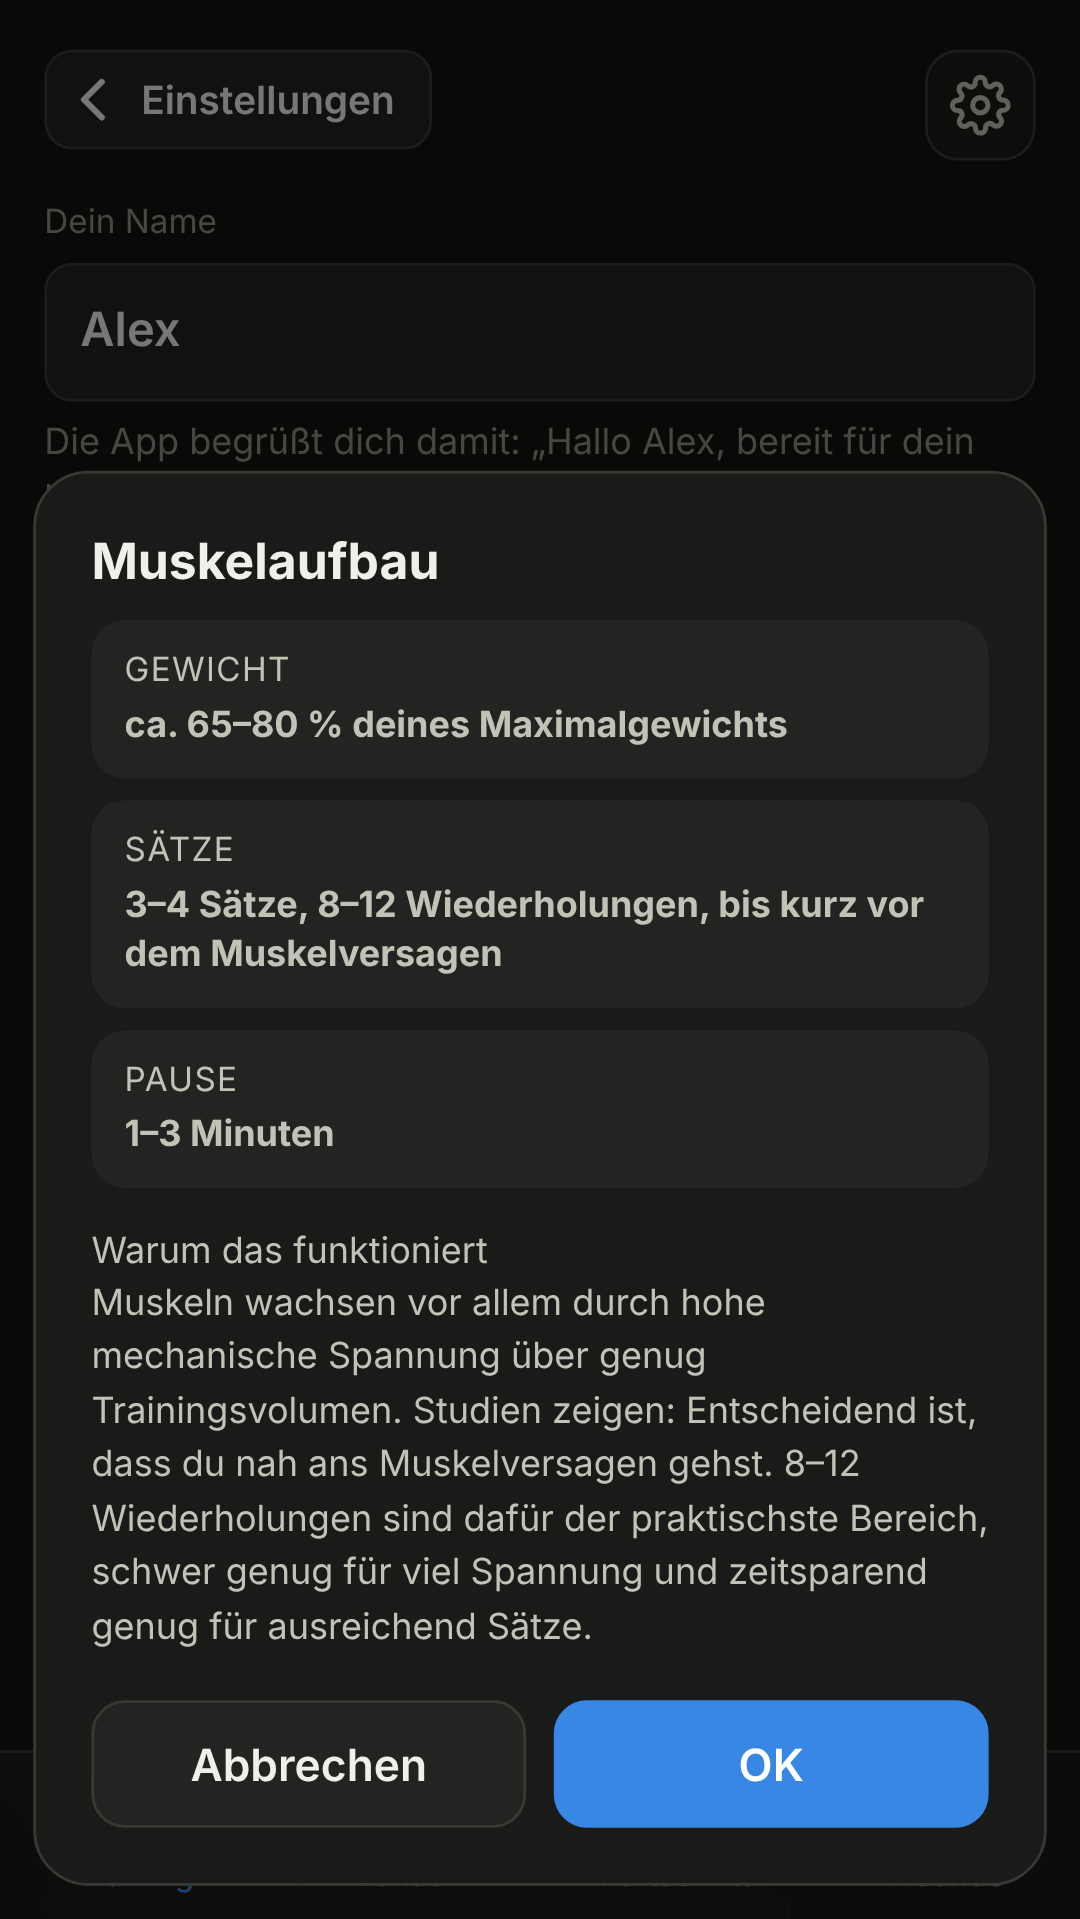 Einstellungen
Dein Name
Alex
Die App begrüßt dich damit: „Hallo Alex, bereit für dein
Muskelaufbau
GEWICHT
ca. 65–80 % deines Maximalgewichts
SÄTZE
3–4 Sätze, 8–12 Wiederholungen, bis kurz vor
dem Muskelversagen
PAUSE
1–3 Minuten
Warum das funktioniert
Muskeln wachsen vor allem durch hohe
mechanische Spannung über genug
Trainingsvolumen. Studien zeigen: Entscheidend ist,
dass du nah ans Muskelversagen gehst. 8–12
Wiederholungen sind dafür der praktischste Bereich,
schwer genug für viel Spannung und zeitsparend
genug für ausreichend Sätze.
Abbrechen
OK